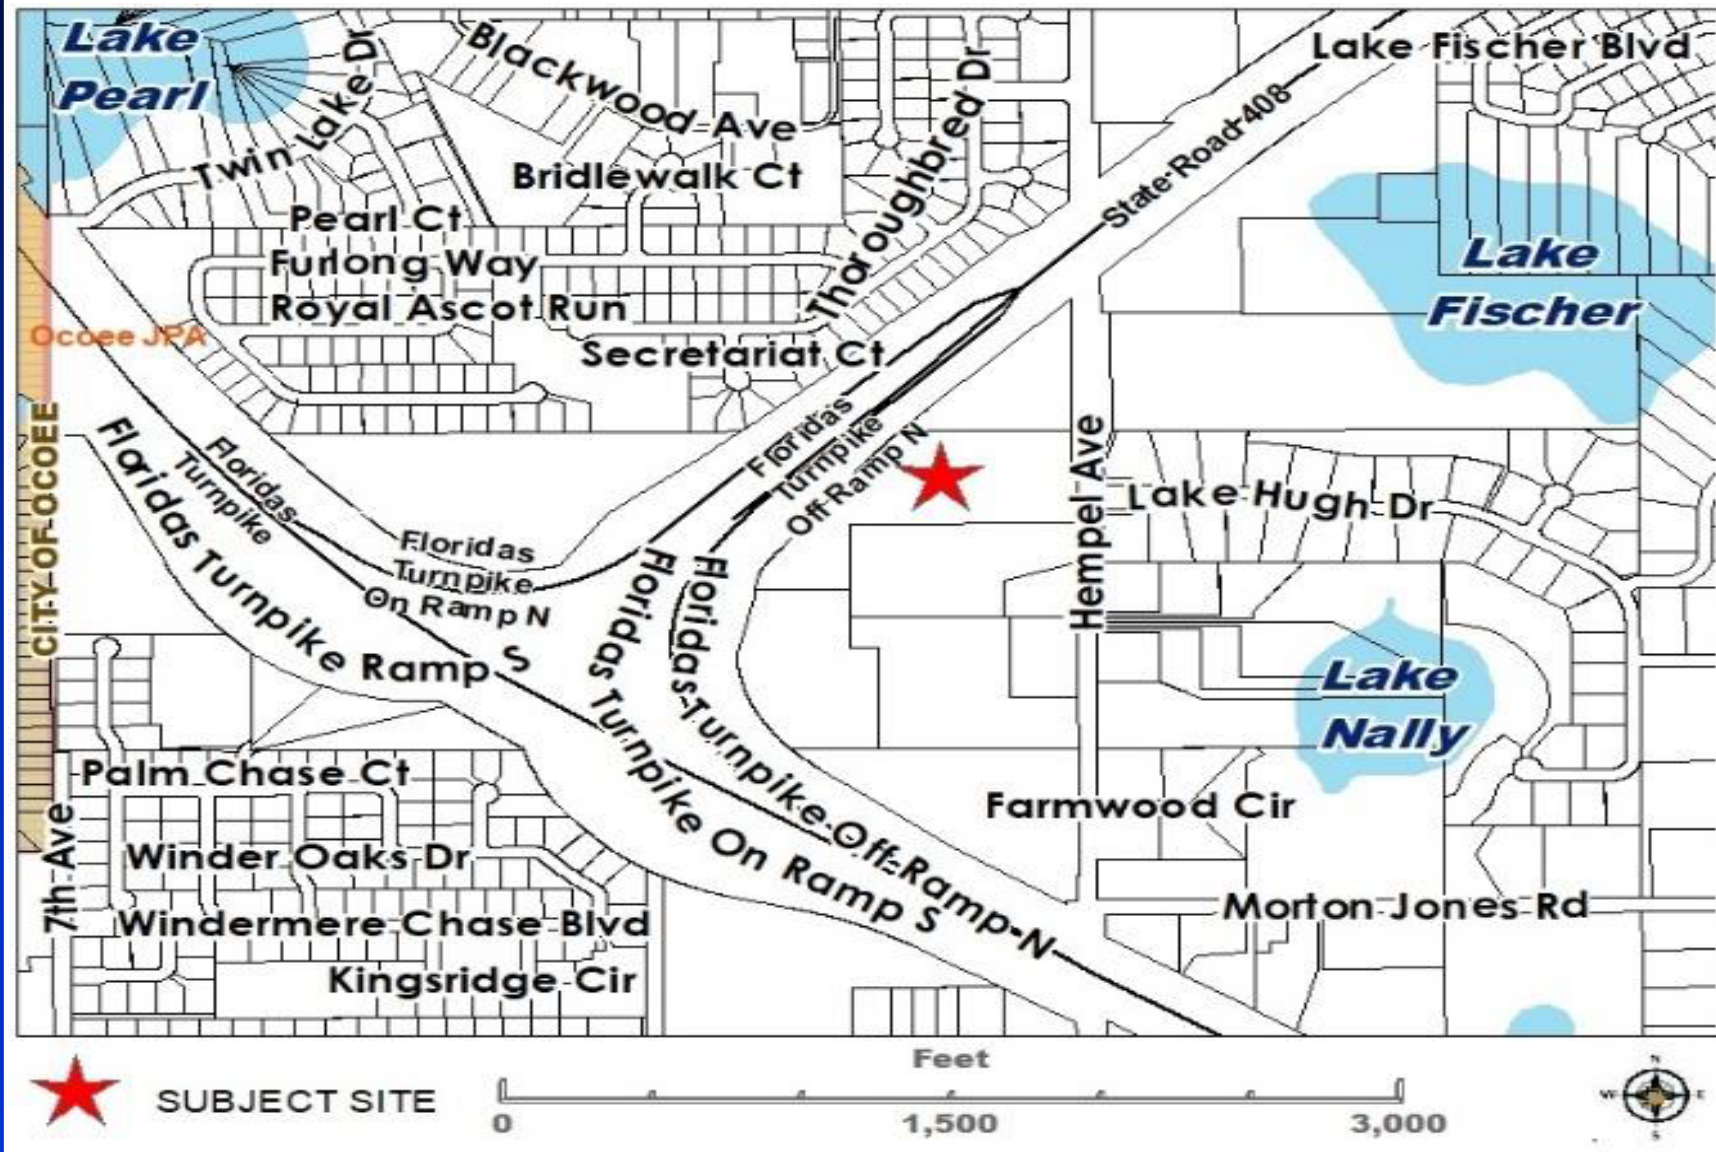 Lake
Pearl
Twin Lake Dr
Blackwood Ave
Bridlewalk Ct
Thoroughbred Dr
Lake Fischer Blvd
State Road 408
Pearl Ct
Furlong Way
Royal Ascot Run
Secretariat Ct
Lake
Fischer
Ocoee JPA
CITY OF OCOEE
Floridas
Turnpike
Floridas Turnpike Ramp S
Floridas
Turnpike
On Ramp N
Floridas
Turnpike
Off Ramp N
Hempel Ave
Lake Hugh Dr
Floridas Turnpike On Ramp S
Floridas Turnpike Off Ramp N
Lake
Nally
Palm Chase Ct
Farmwood Cir
7th Ave
Winder Oaks Dr
Windermere Chase Blvd
Morton Jones Rd
Kingsridge Cir
SUBJECT SITE
Feet
0
1,500
3,000
N
W
E
S